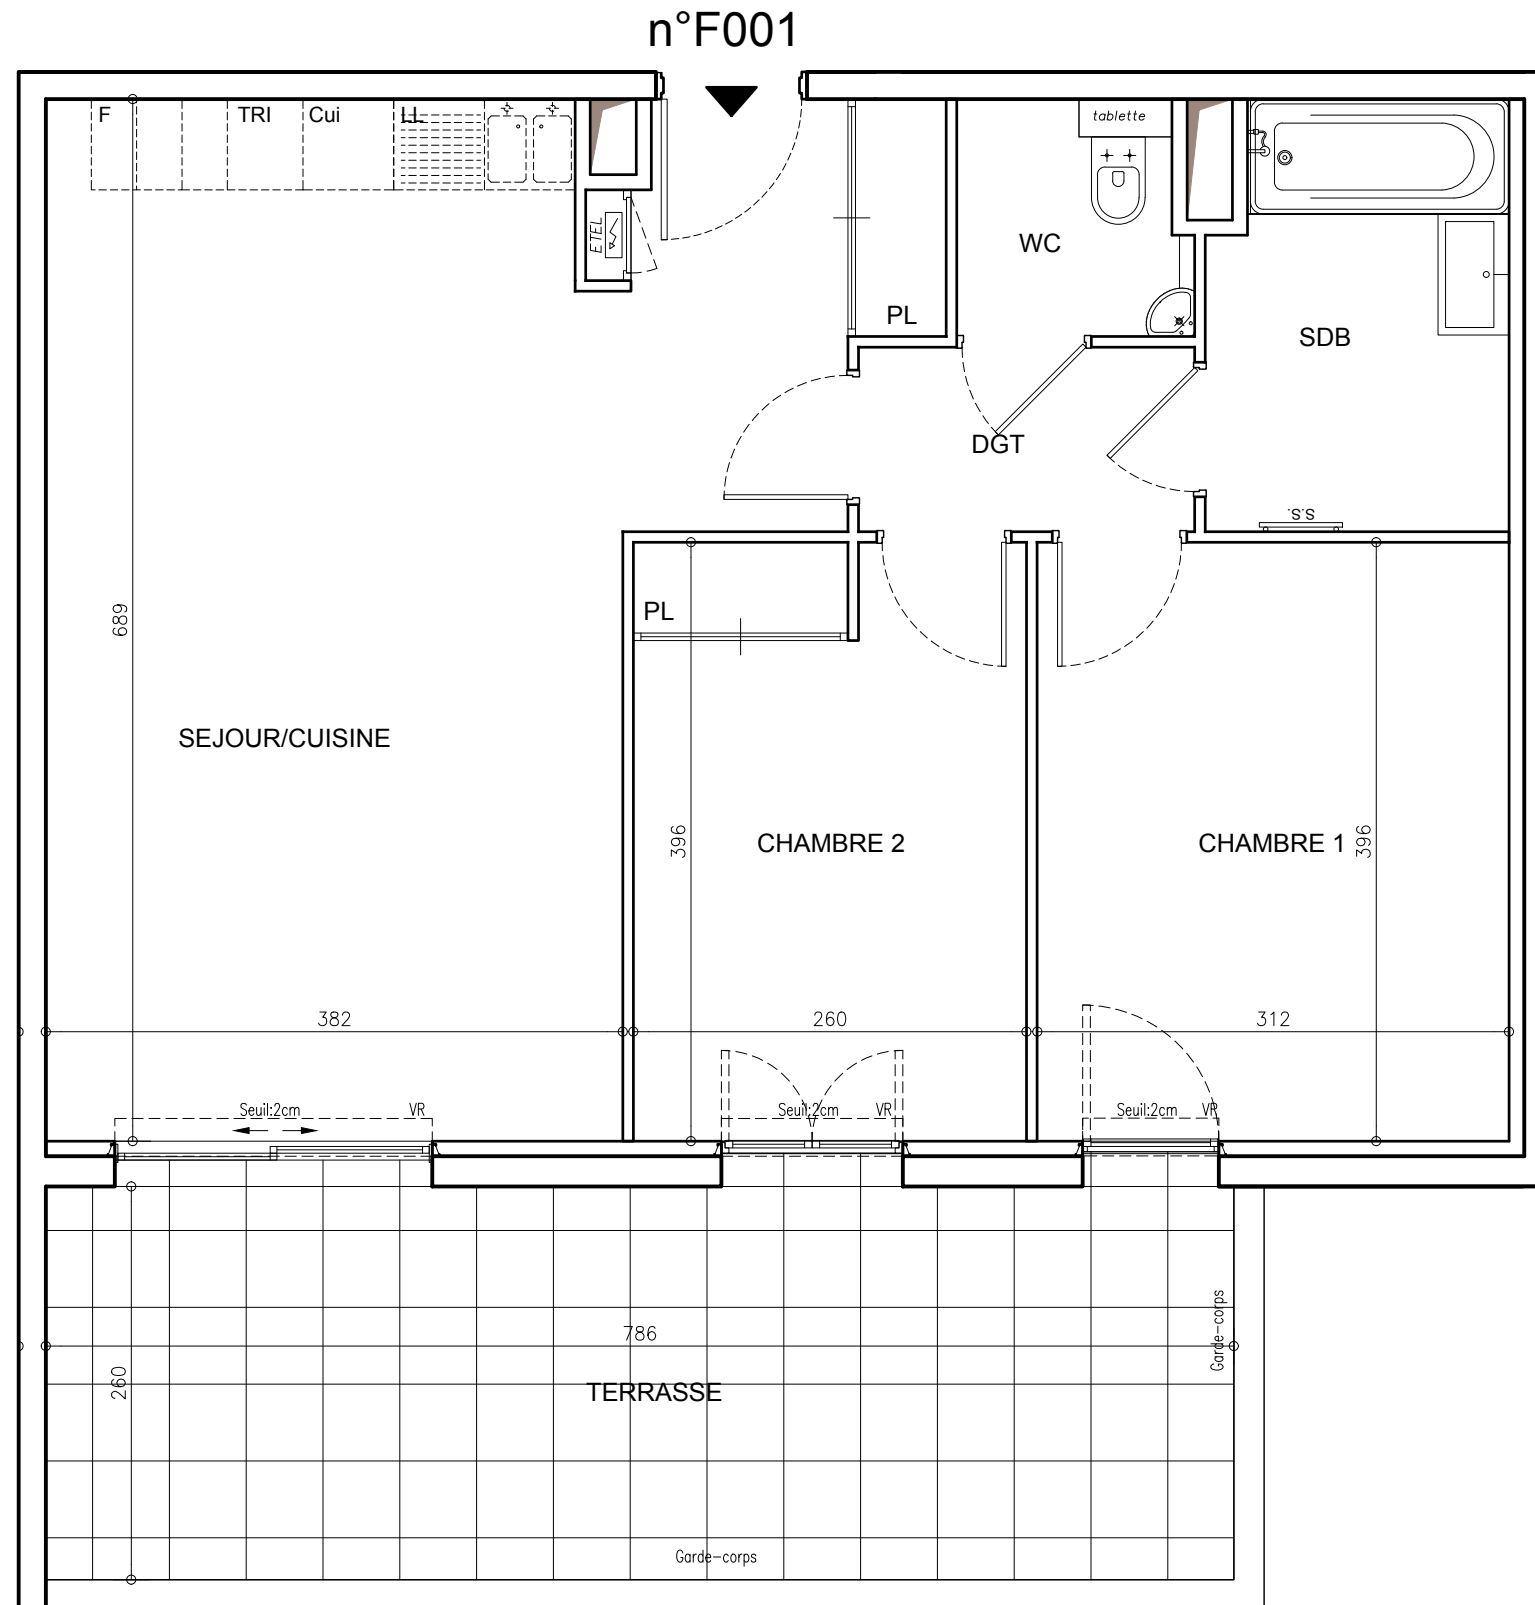 n°F001
F
TRI
Cui
LL
tablette
ETEL
WC
PL
SDB
DGT
S.S.
PL
689
SEJOUR/CUISINE
396
CHAMBRE 2
CHAMBRE 1
396
382
260
312
Seuil:2cm
VR
Seuil:2cm
VR
Seuil:2cm
VR
Garde-corps
786
260
TERRASSE
Garde-corps